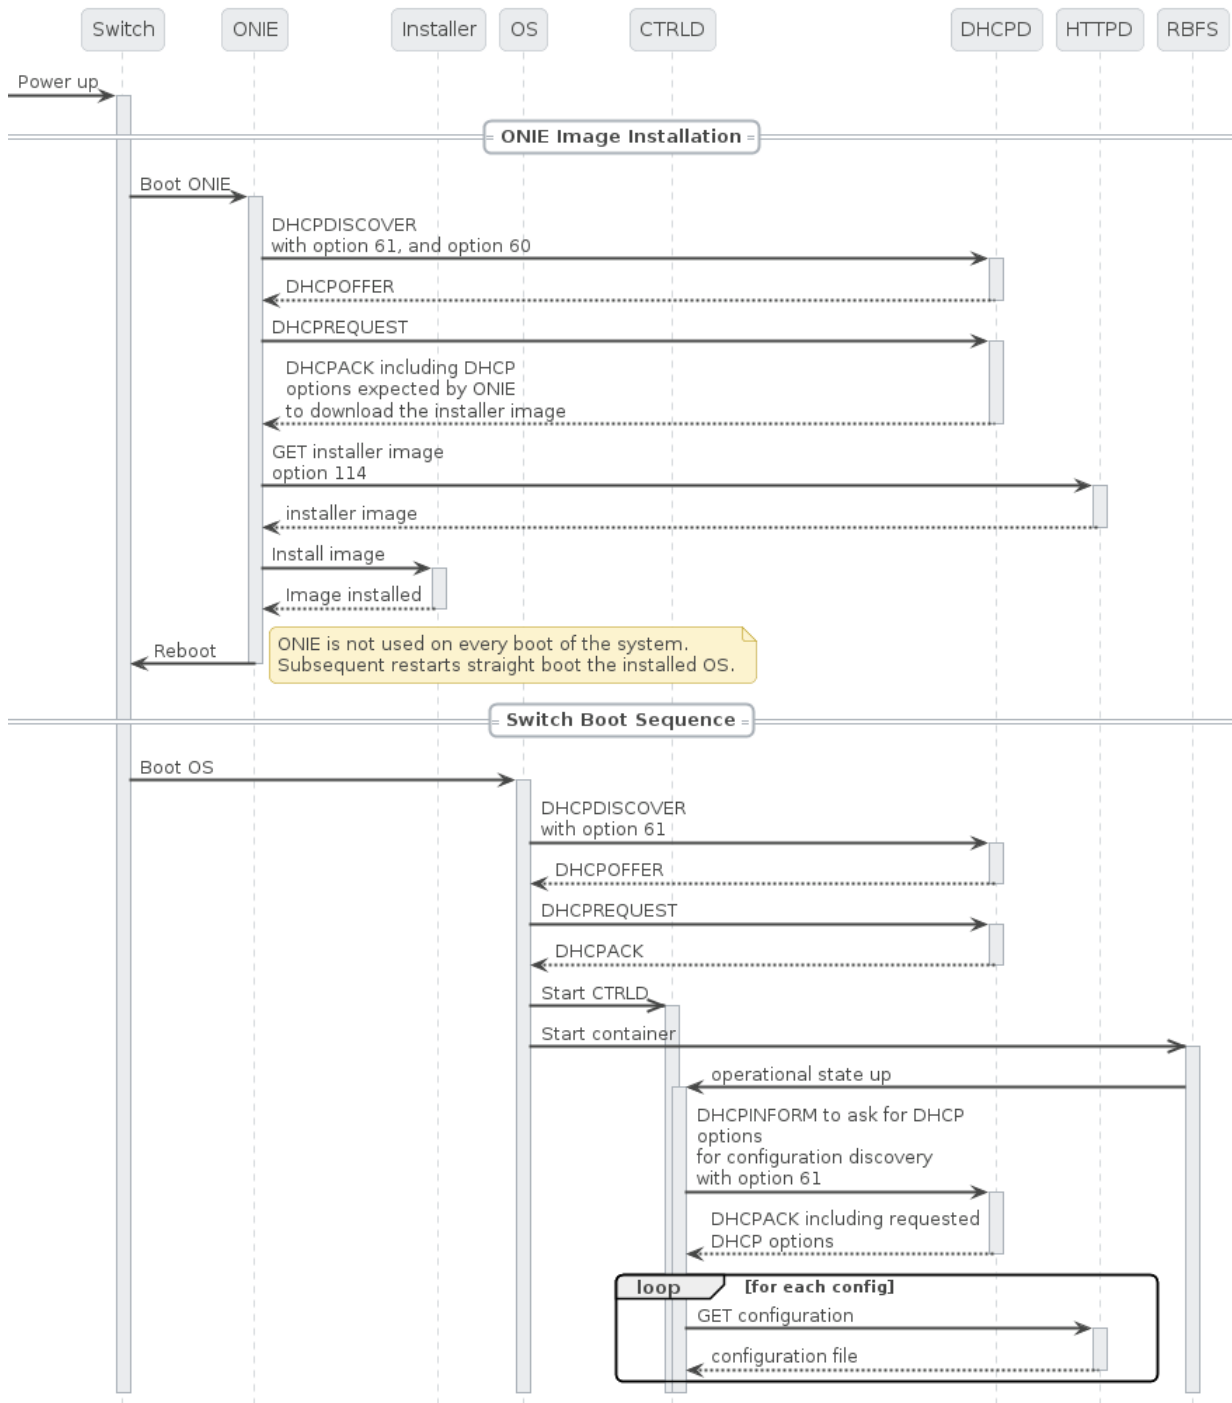 Switch ONIE Installer OS CTRLD DHCPD HTTPD RBFS
Power up
ONIE Image Installation
Boot ONIE
DHCPDISCOVER
with option 61, and option 60
DHCPOFFER
DHCPREQUEST
DHCPACK including DHCP
options expected by ONIE
to download the installer image
GET installer image
option 114
installer image
Install image
Image installed
ONIE is not used on every boot of the system.
Subsequent restarts straight boot the installed OS.
Reboot
Switch Boot Sequence
Boot OS
DHCPDISCOVER
with option 61
DHCPOFFER
DHCPREQUEST
DHCPACK
Start CTRLD
Start container
operational state up
DHCPINFORM to ask for DHCP
options
for configuration discovery
with option 61
DHCPACK including requested
DHCP options
loop [for each config]
GET configuration
configuration file